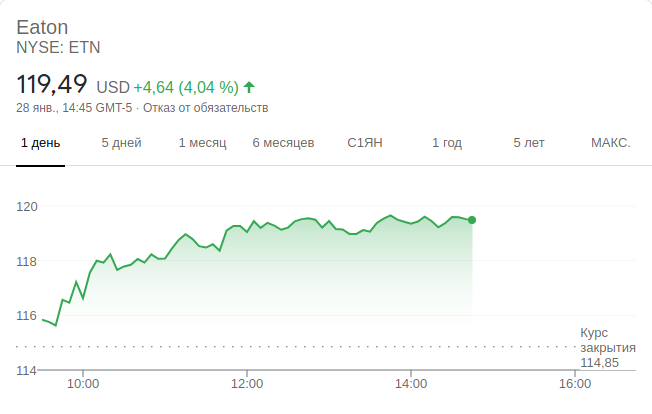 Eaton
NYSE: ETN
119,49 USD +4,64 (4,04 %)
28 янв., 14:45 GMT-5 · Отказ от обязательств
1 день 5 дней 1 месяц 6 месяцев С1ЯН 1 год 5 лет МАКС.
120
118
116
Курс
закрытия
114,85
114
10:00 12:00 14:00 16:00